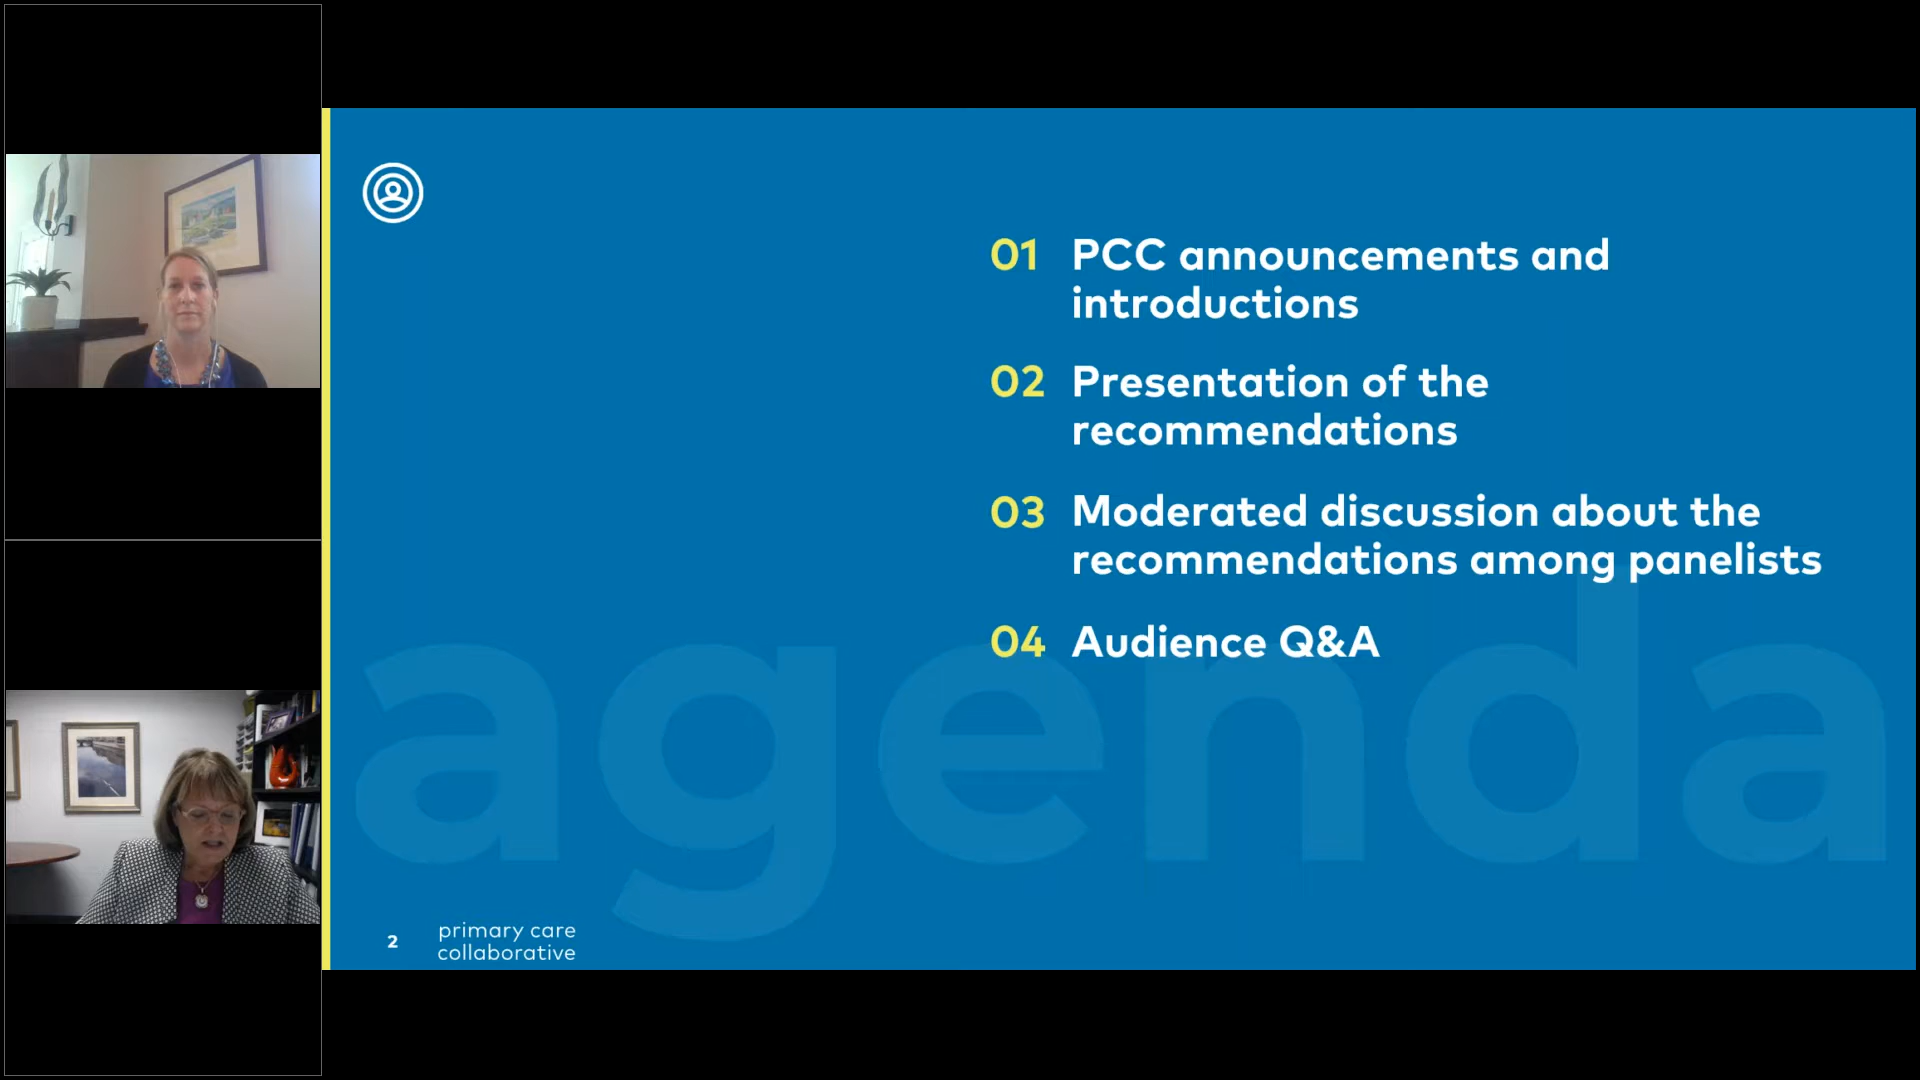 01 PCC announcements and
introductions
02 Presentation of the
recommendations
03 Moderated discussion about the
recommendations among panelists
04 Audience Q&A
agenda
2
primary care
collaborative